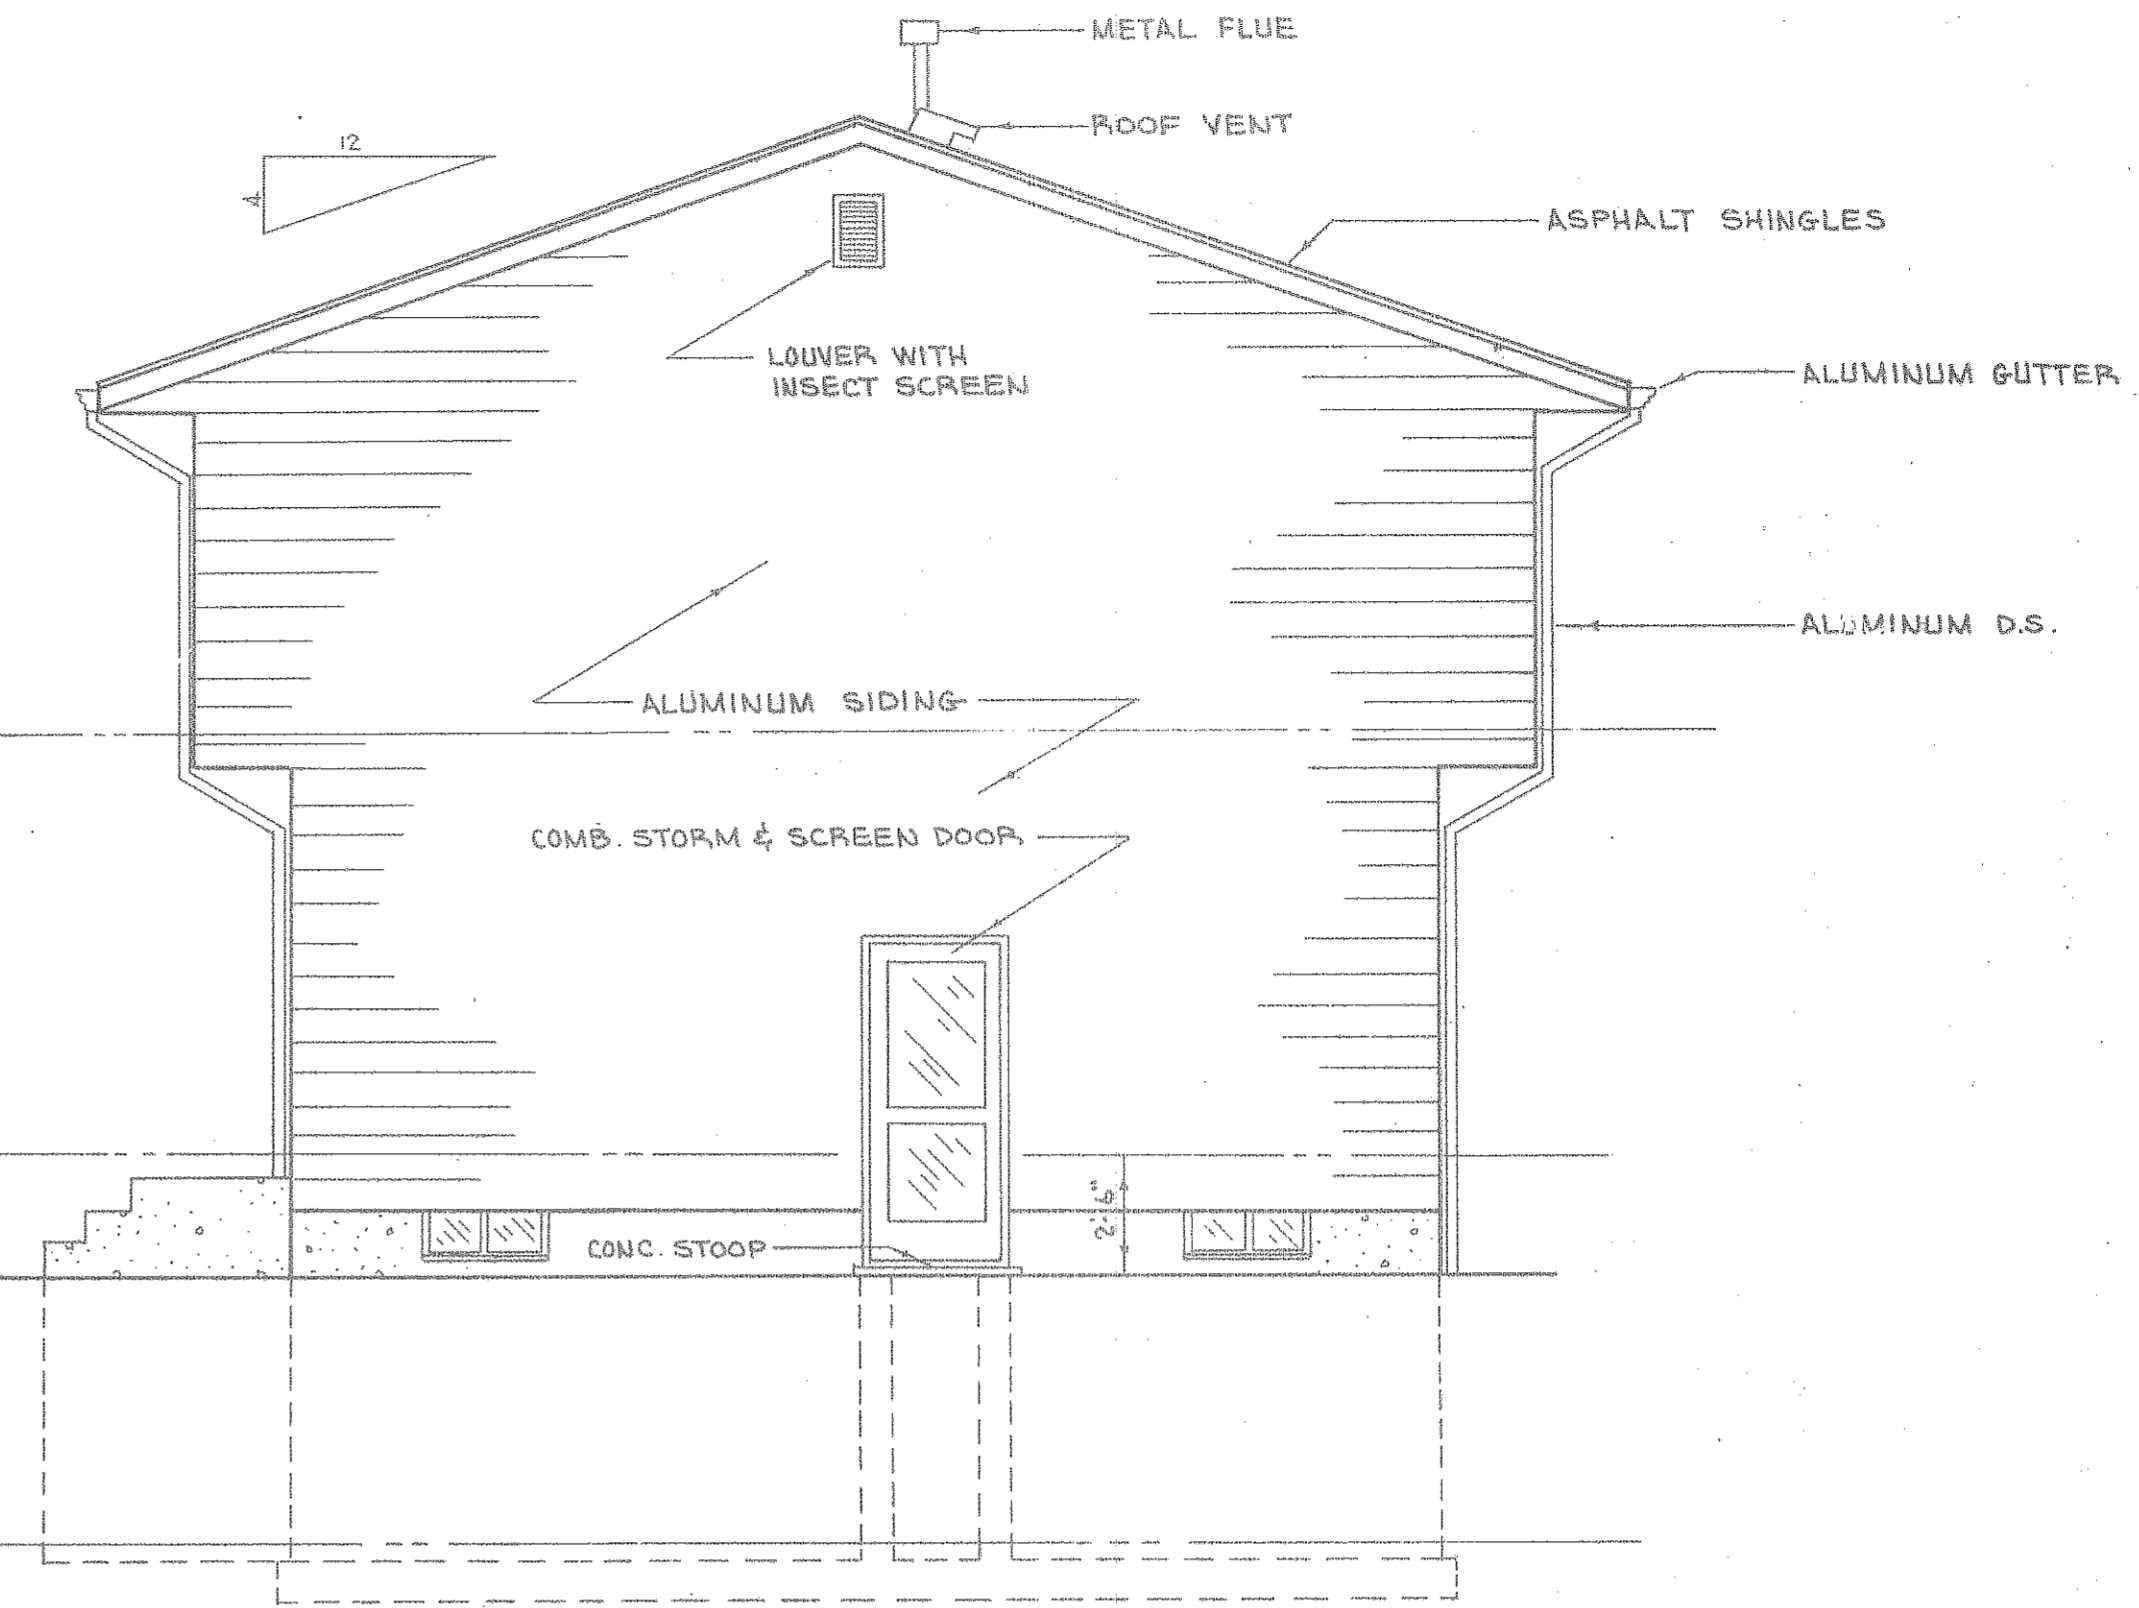 METAL FLUE
12
ROOF VENT
4
ASPHALT SHINGLES
LOUVER WITH
INSECT SCREEN
ALUMINUM GUTTER
ALUMINUM D.S.
ALUMINUM SIDING
COMB. STORM & SCREEN DOOR
2'-6"
CONC. STOOP